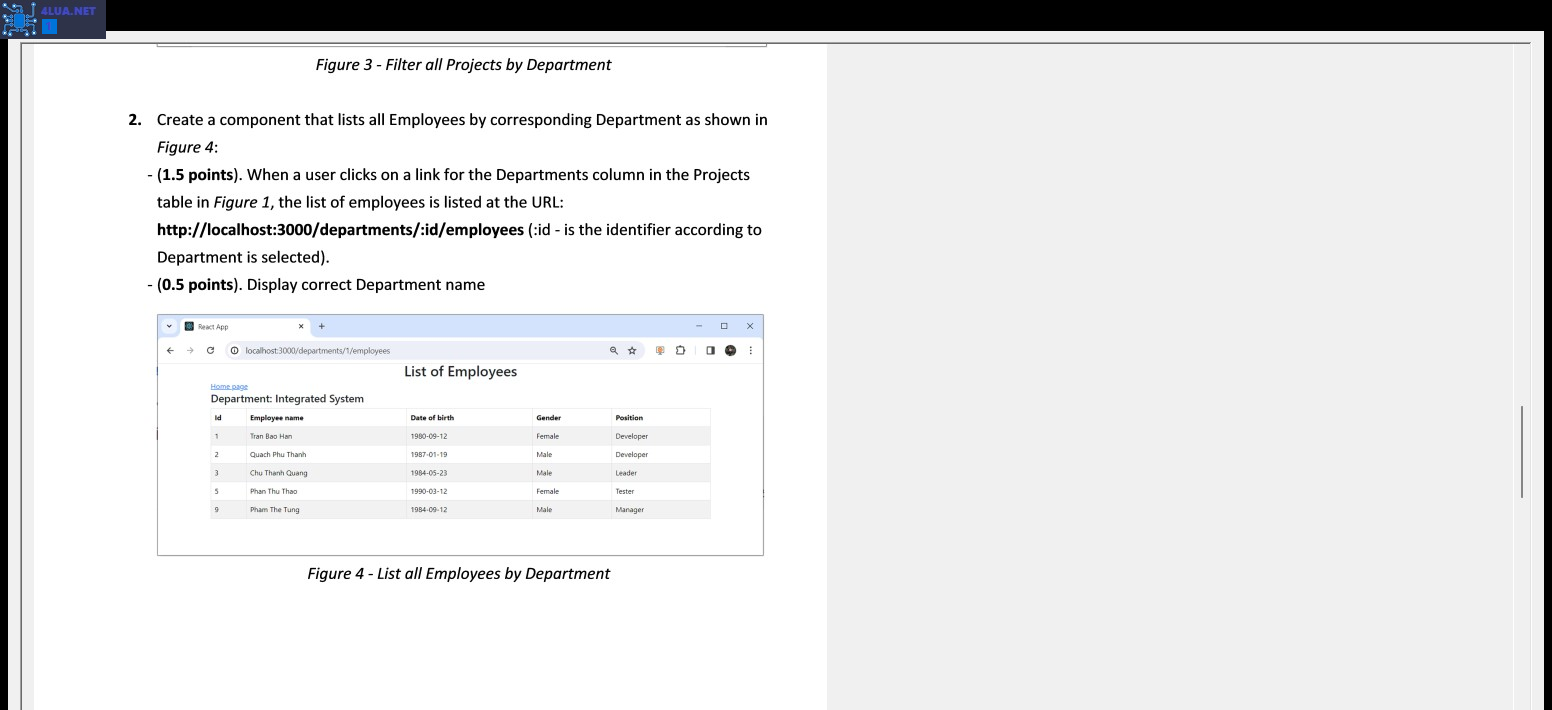 4LUA.NET
Figure 3 - Filter all Projects by Department
2. Create a component that lists all Employees by corresponding Department as shown in
Figure 4:
- (1.5 points). When a user clicks on a link for the Departments column in the Projects
table in Figure 1, the list of employees is listed at the URL:
http://localhost:3000/departments/:id/employees (:id - is the identifier according to
Department is selected).
- (0.5 points). Display correct Department name
React App
localhost:3000/departments/1/employees
List of Employees
Home page
Department: Integrated System
Id Employee name Date of birth Gender Position
1 Tran Bao Han 1980-09-12 Female Developer
2 Quach Phu Thanh 1987-01-19 Male Developer
3 Chu Thanh Quang 1984-05-23 Male Leader
5 Phan Thu Thao 1990-03-12 Female Tester
9 Pham The Tung 1984-09-12 Male Manager
Figure 4 - List all Employees by Department